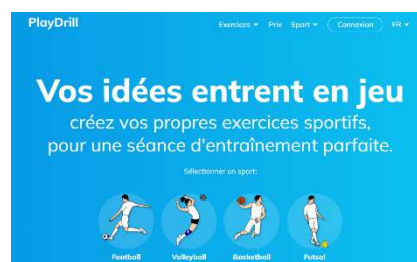 PlayDrill
Exercices Prix Sport Connexion FR
Vos idées entrent en jeu
créez vos propres exercices sportifs,
pour une séance d'entraînement parfaite.
Sélectionner un sport:
Football Volleyball Basketball Futsal